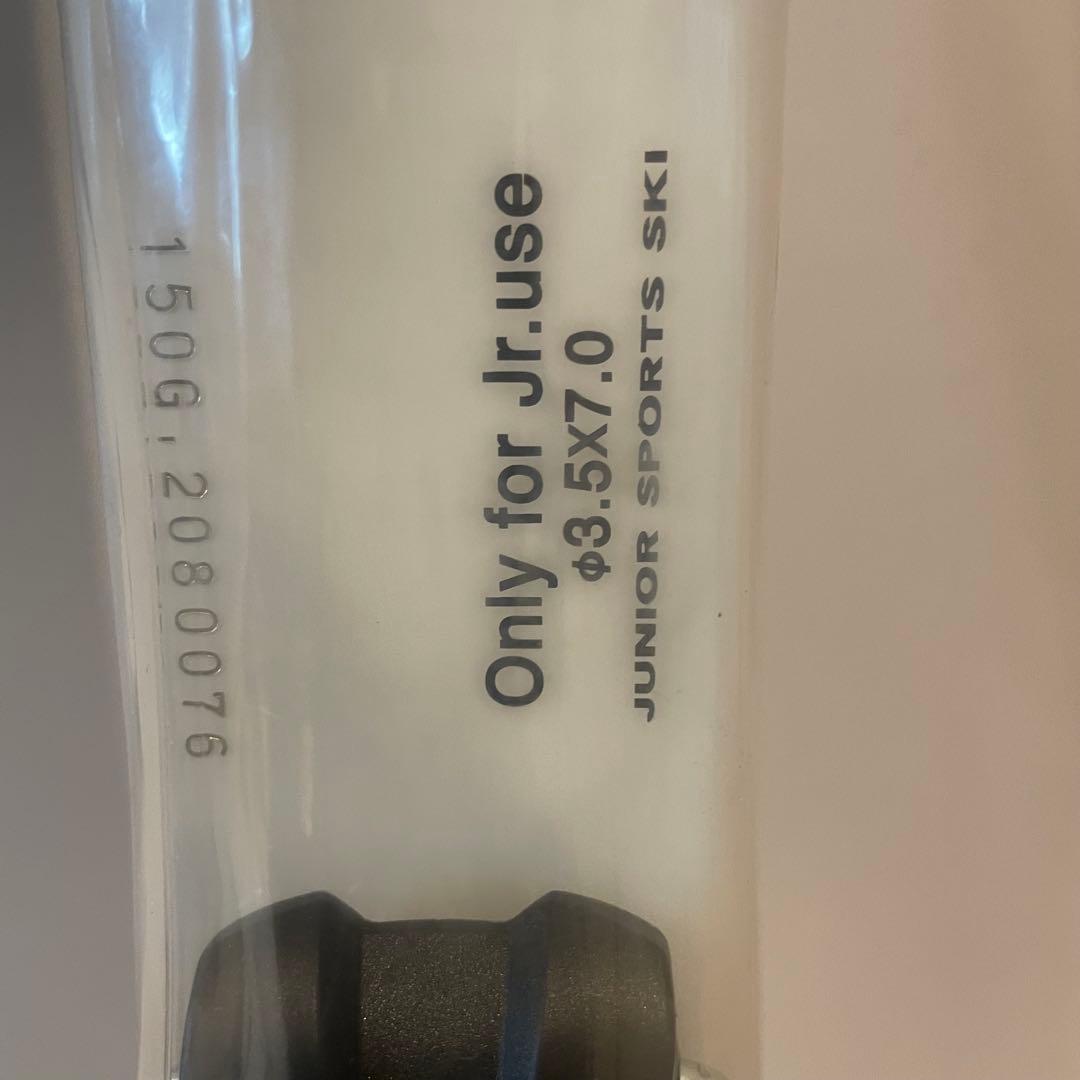 Only for Jr.use
φ3.5X7.0
JUNIOR SPORTS SKI
150G.2080076